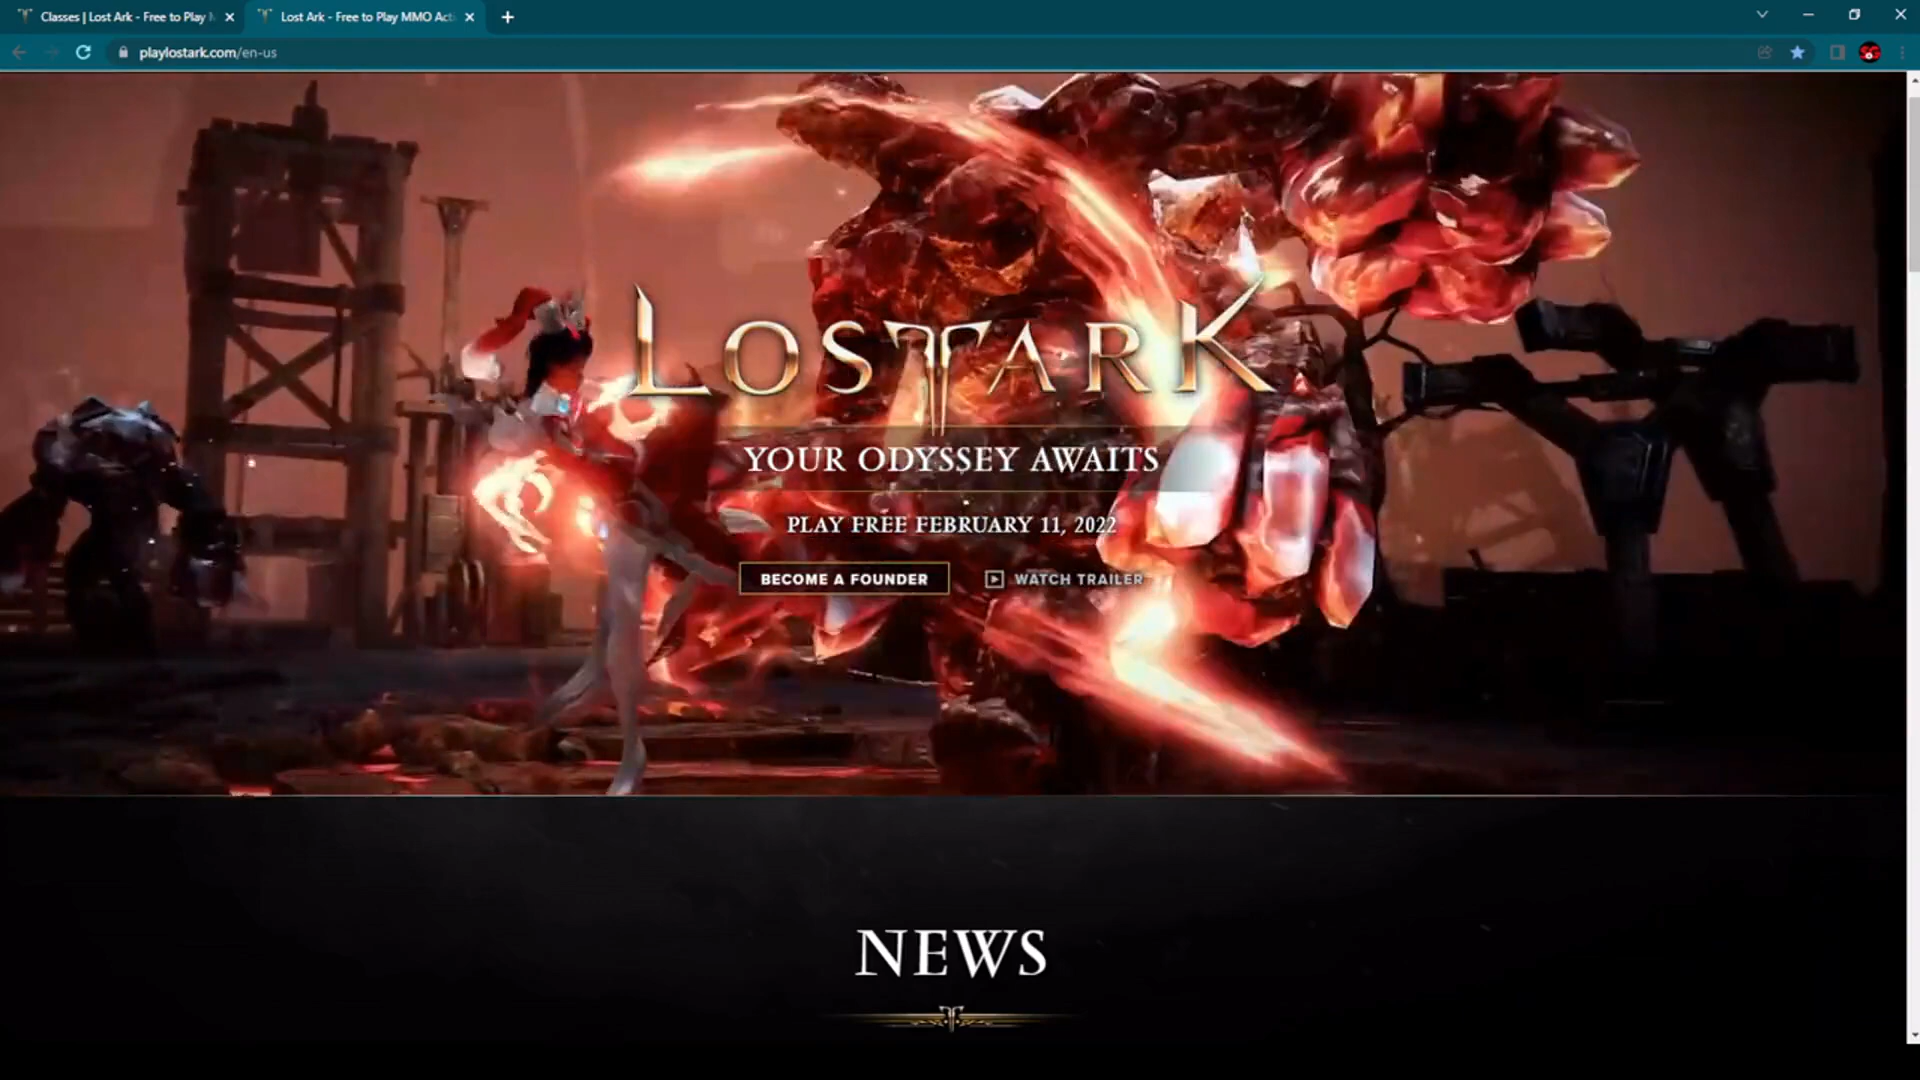 Classes | Lost Ark - Free to Play
Lost Ark - Free to Play MMO Acti
playlostark.com/en-us
LOST ARK
YOUR ODYSSEY AWAITS
PLAY FREE FEBRUARY 11, 2022
BECOME A FOUNDER
WATCH TRAILER
NEWS